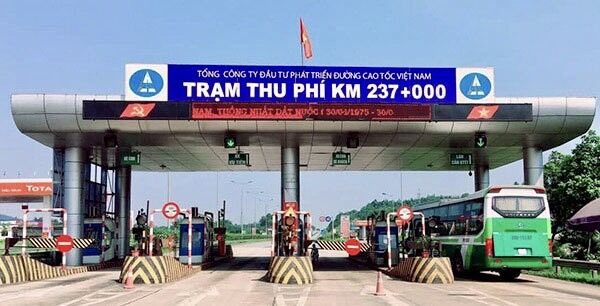 TỔNG CÔNG TY ĐẦU TƯ PHÁT TRIỂN ĐƯỜNG CAO TỐC VIỆT NAM
TRẠM THU PHÍ KM 237+000
NAM, THỐNG NHẤT ĐẤT NƯỚC ( 30/04/1975 - 30/0
TOTAL